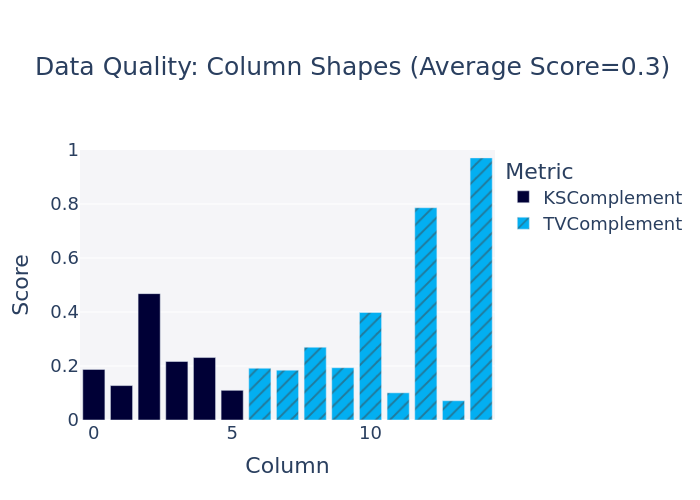 Data Quality: Column Shapes (Average Score=0.3)
1
0.8
0.6
0.4
0.2
0
Score
0 5 10
Column
Metric
KSComplement
TVComplement